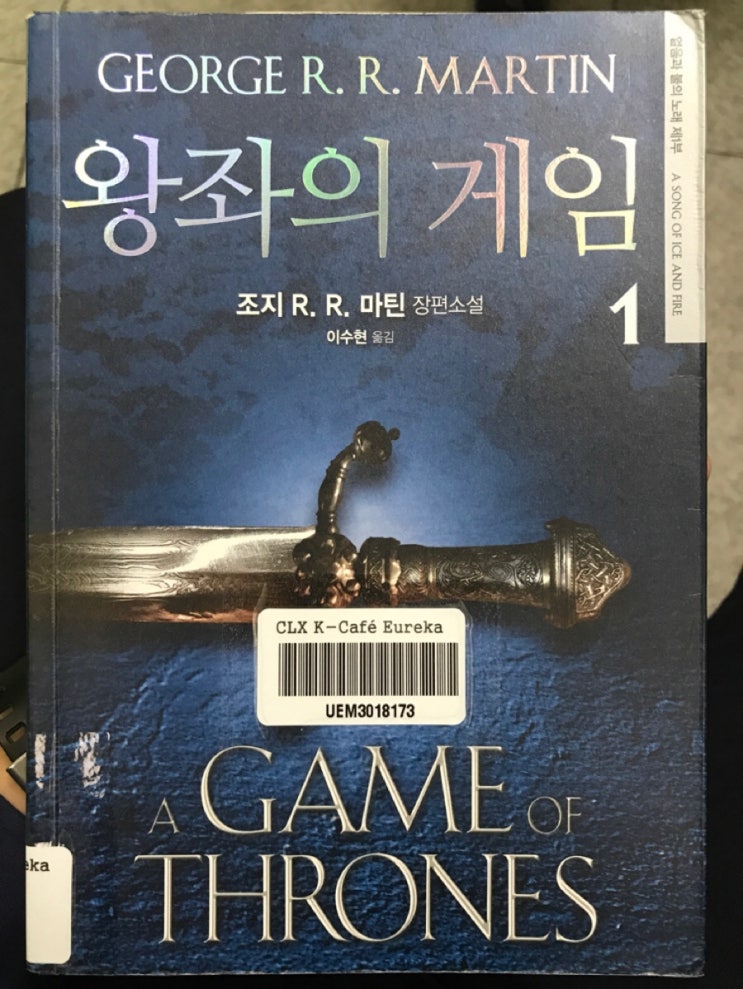 GEORGE R. R. MARTIN
왕좌의 게임
1
조지 R. R. 마틴 장편소설
이수현 옮김
얼음과 불의 노래 제1부 A SONG OF ICE AND FIRE
CLX K-Café Eureka
UEM3018173
A GAME OF
THRONES
eka